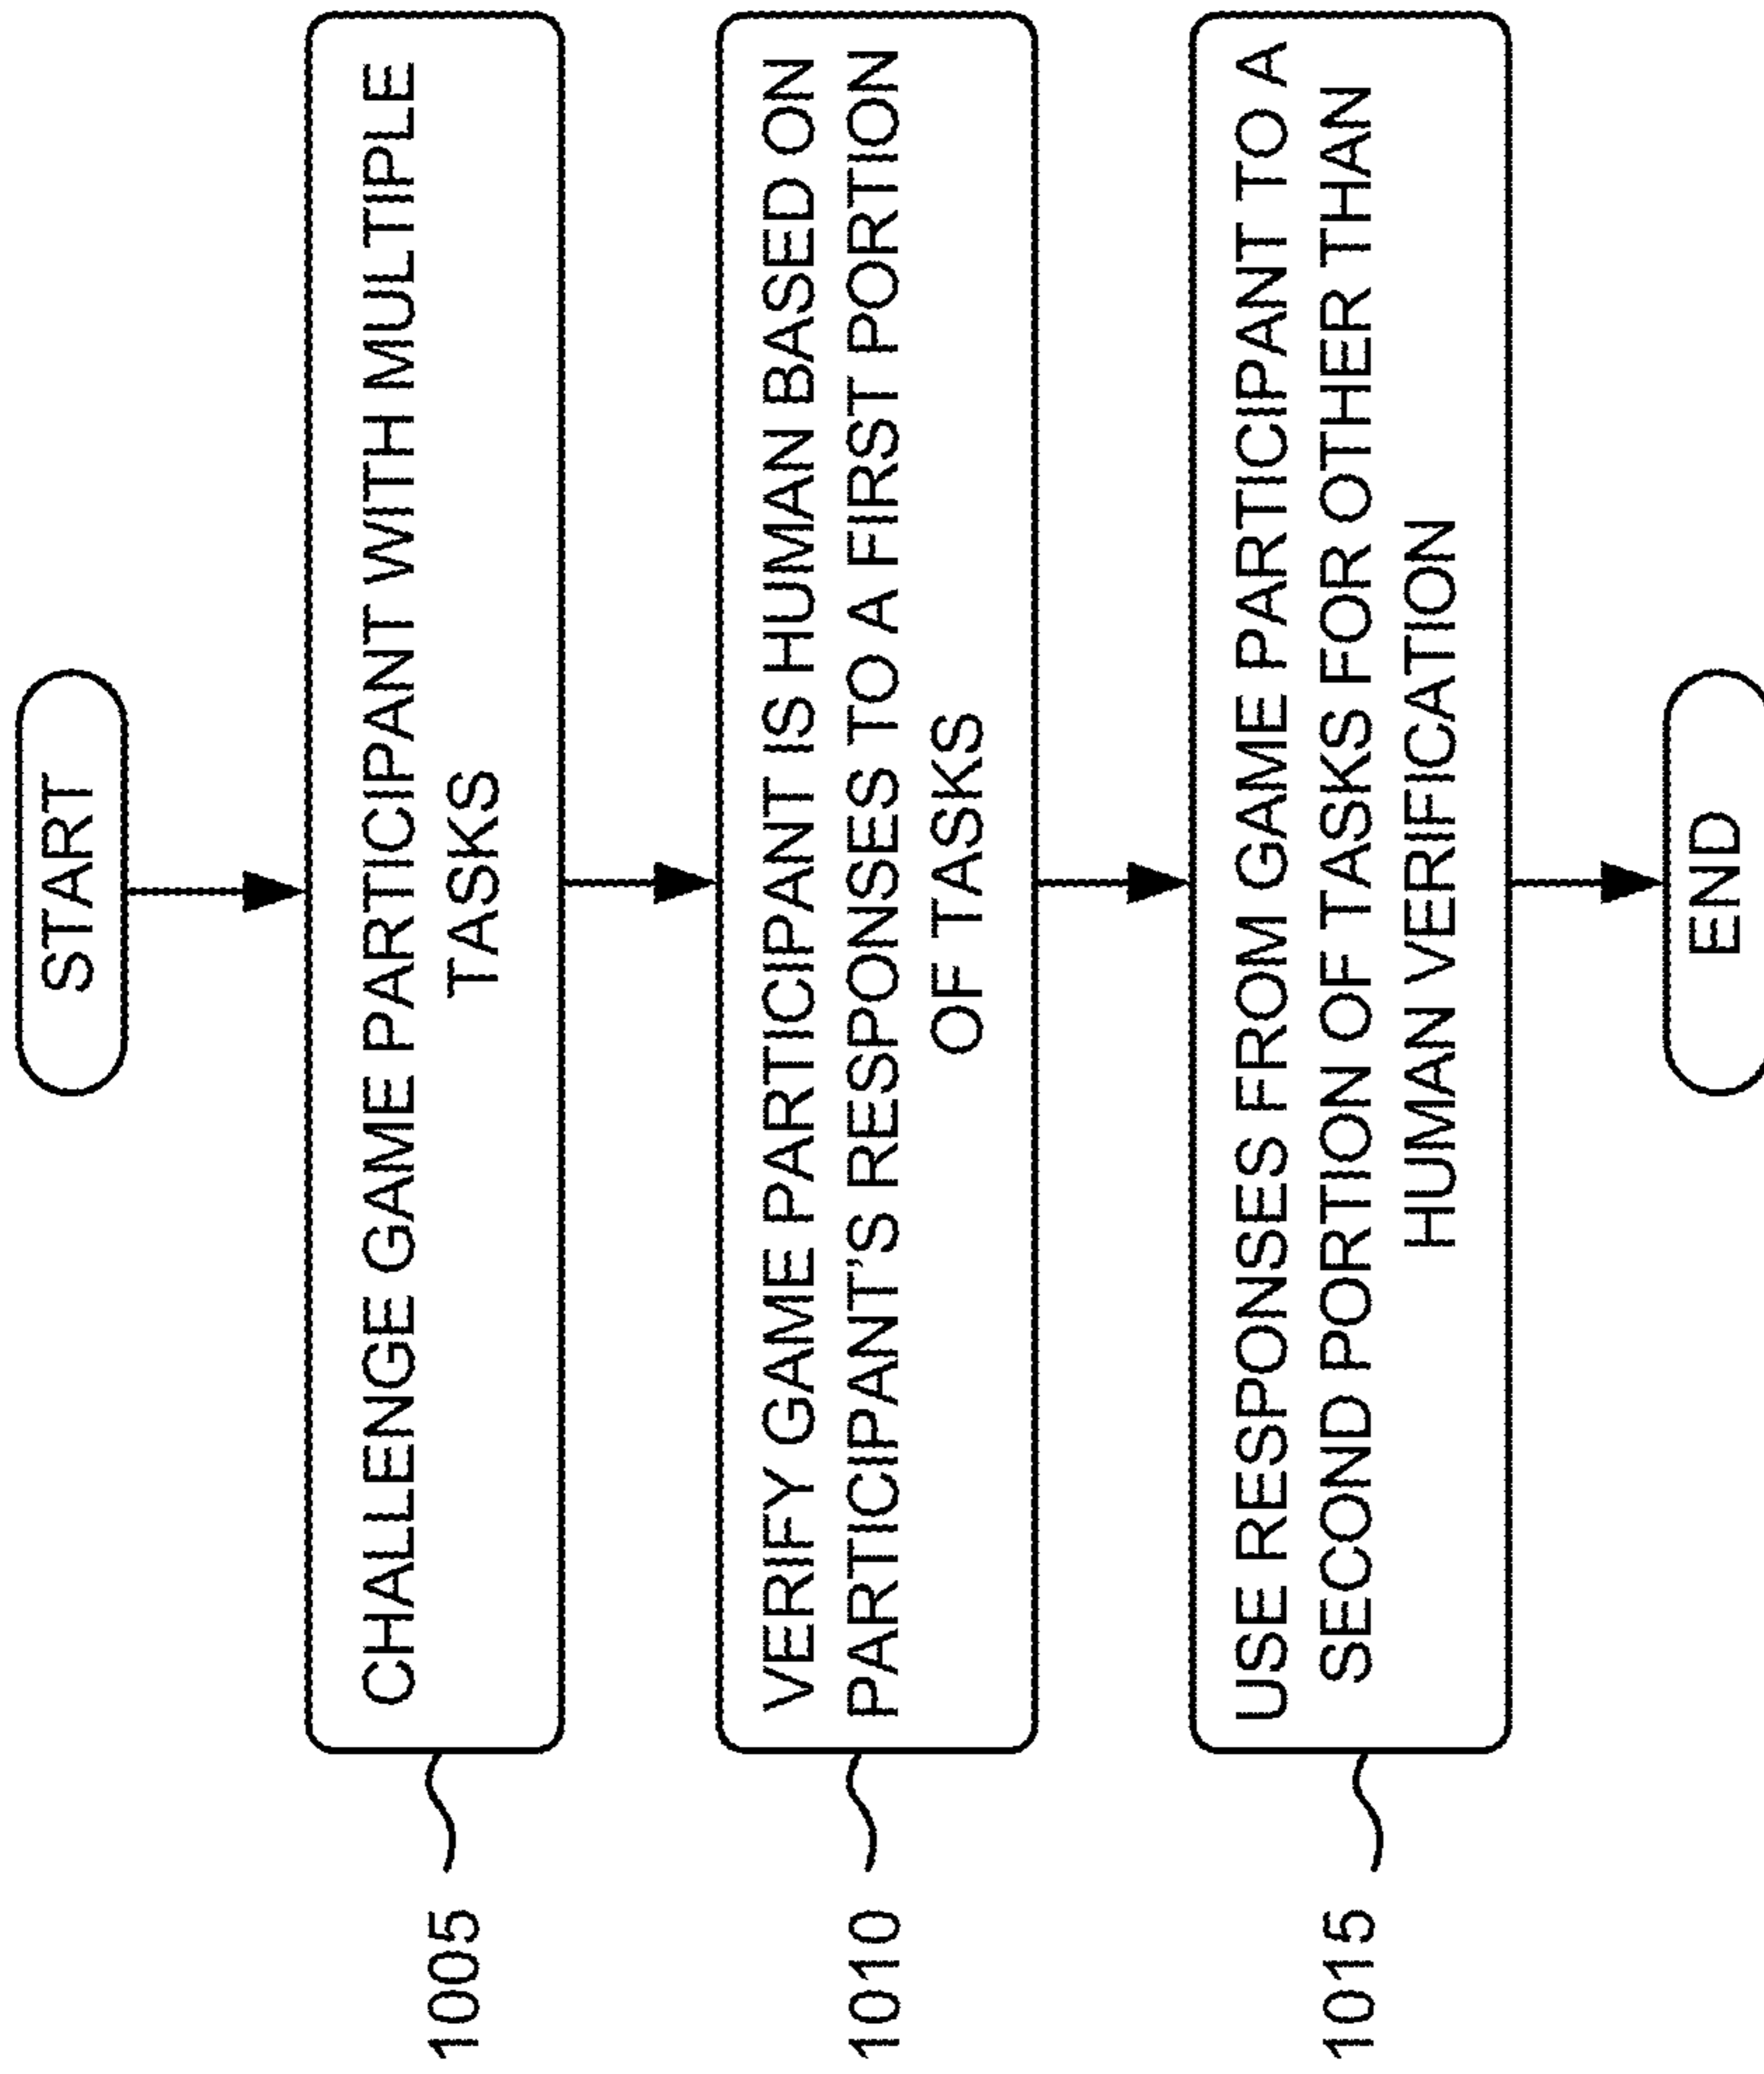 START
CHALLENGE GAME PARTICIPANT WITH MULTIPLE
TASKS
1005
VERIFY GAME PARTICIPANT IS HUMAN BASED ON
PARTICIPANT'S RESPONSES TO A FIRST PORTION
OF TASKS
1010
USE RESPONSES FROM GAME PARTICIPANT TO A
SECOND PORTION OF TASKS FOR OTHER THAN
HUMAN VERIFICATION
1015
END